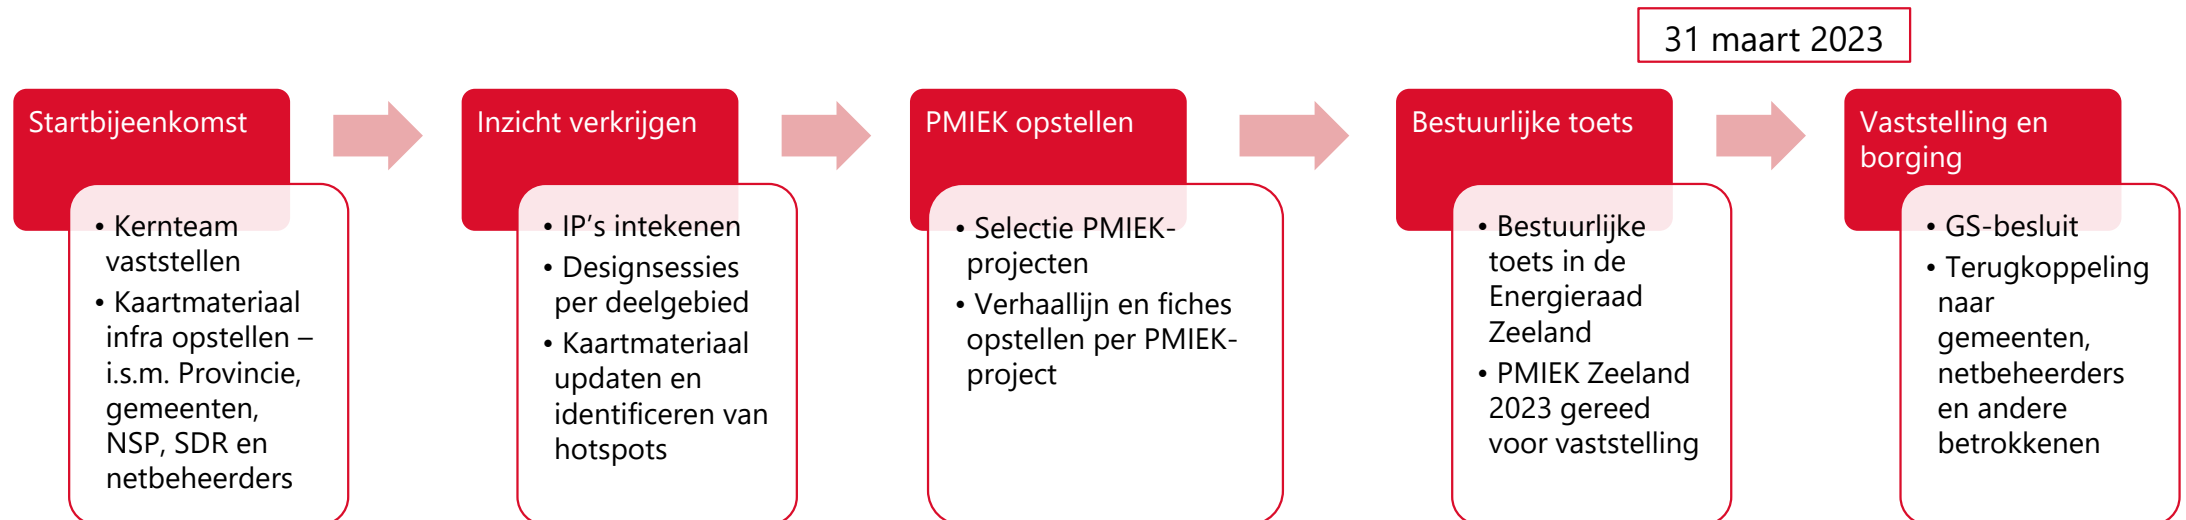 31 maart 2023
Startbijeenkomst
• Kernteam
vaststellen
• Kaartmateriaal
infra opstellen –
i.s.m. Provincie,
gemeenten,
NSP, SDR en
netbeheerders
Inzicht verkrijgen
• IP’s intekenen
• Designsessies
per deelgebied
• Kaartmateriaal
updaten en
identificeren van
hotspots
PMIEK opstellen
• Selectie PMIEK-
projecten
• Verhaallijn en fiches
opstellen per PMIEK-
project
Bestuurlijke toets
• Bestuurlijke
toets in de
Energieraad
Zeeland
• PMIEK Zeeland
2023 gereed
voor vaststelling
Vaststelling en
borging
• GS-besluit
• Terugkoppeling
naar
gemeenten,
netbeheerders
en andere
betrokkenen